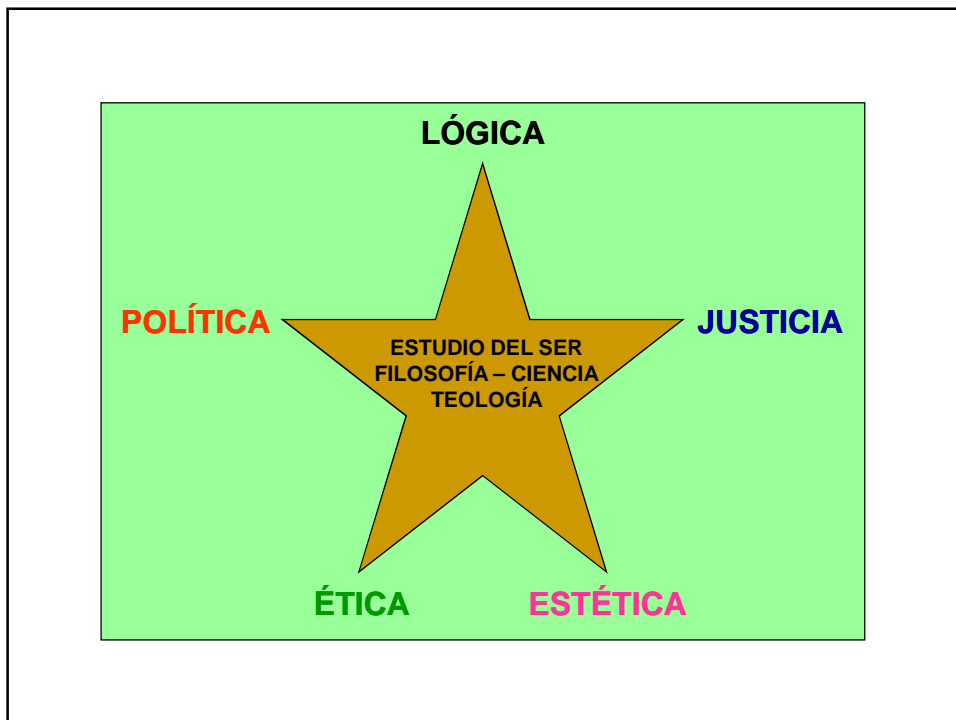 LÓGICA
POLÍTICA
JUSTICIA
ESTUDIO DEL SER
FILOSOFÍA – CIENCIA
TEOLOGÍA
ÉTICA
ESTÉTICA